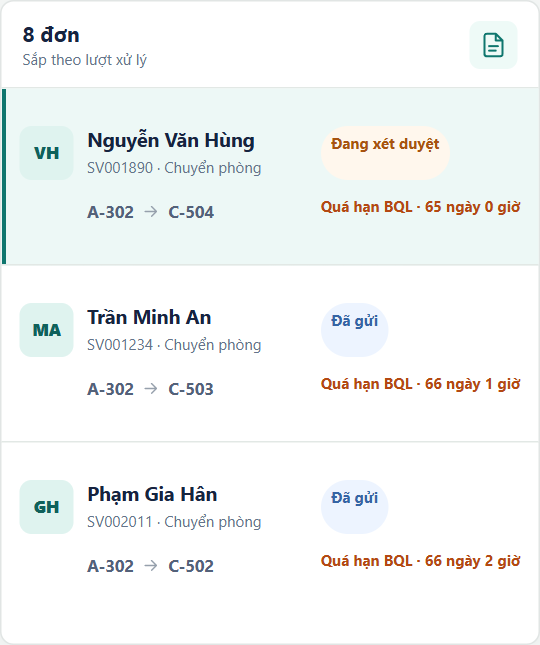 8 đơn
Sắp theo lượt xử lý
VH
Nguyễn Văn Hùng
SV001890 · Chuyển phòng
A-302 → C-504
Đang xét duyệt
Quá hạn BQL · 65 ngày 0 giờ
MA
Trần Minh An
SV001234 · Chuyển phòng
A-302 → C-503
Đã gửi
Quá hạn BQL · 66 ngày 1 giờ
GH
Phạm Gia Hân
SV002011 · Chuyển phòng
A-302 → C-502
Đã gửi
Quá hạn BQL · 66 ngày 2 giờ